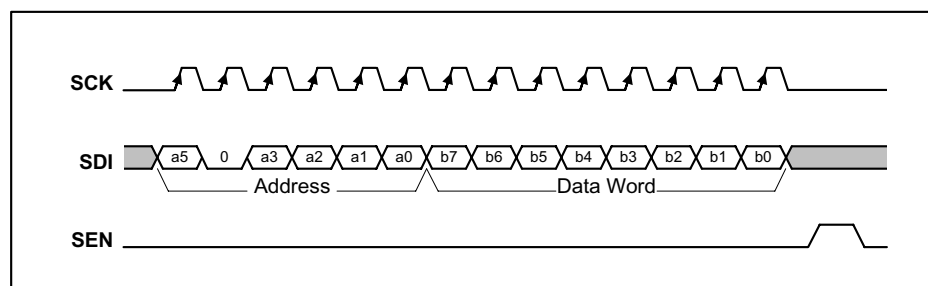 SCK
SDI a5 0 a3 a2 a1 a0 b7 b6 b5 b4 b3 b2 b1 b0
Address Data Word
SEN